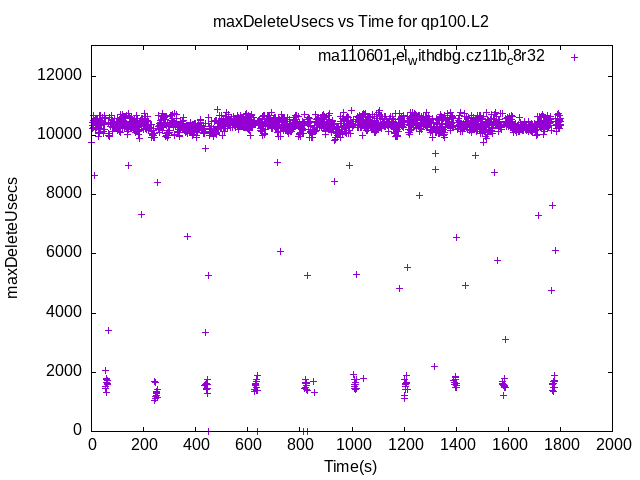 maxDeleteUsecs vs Time for qp100.L2
ma110601relwithdbg.cz11bc8r32
12000
10000
8000
6000
4000
2000
0
maxDeleteUsecs
0 200 400 600 800 1000 1200 1400 1600 1800 2000
Time(s)